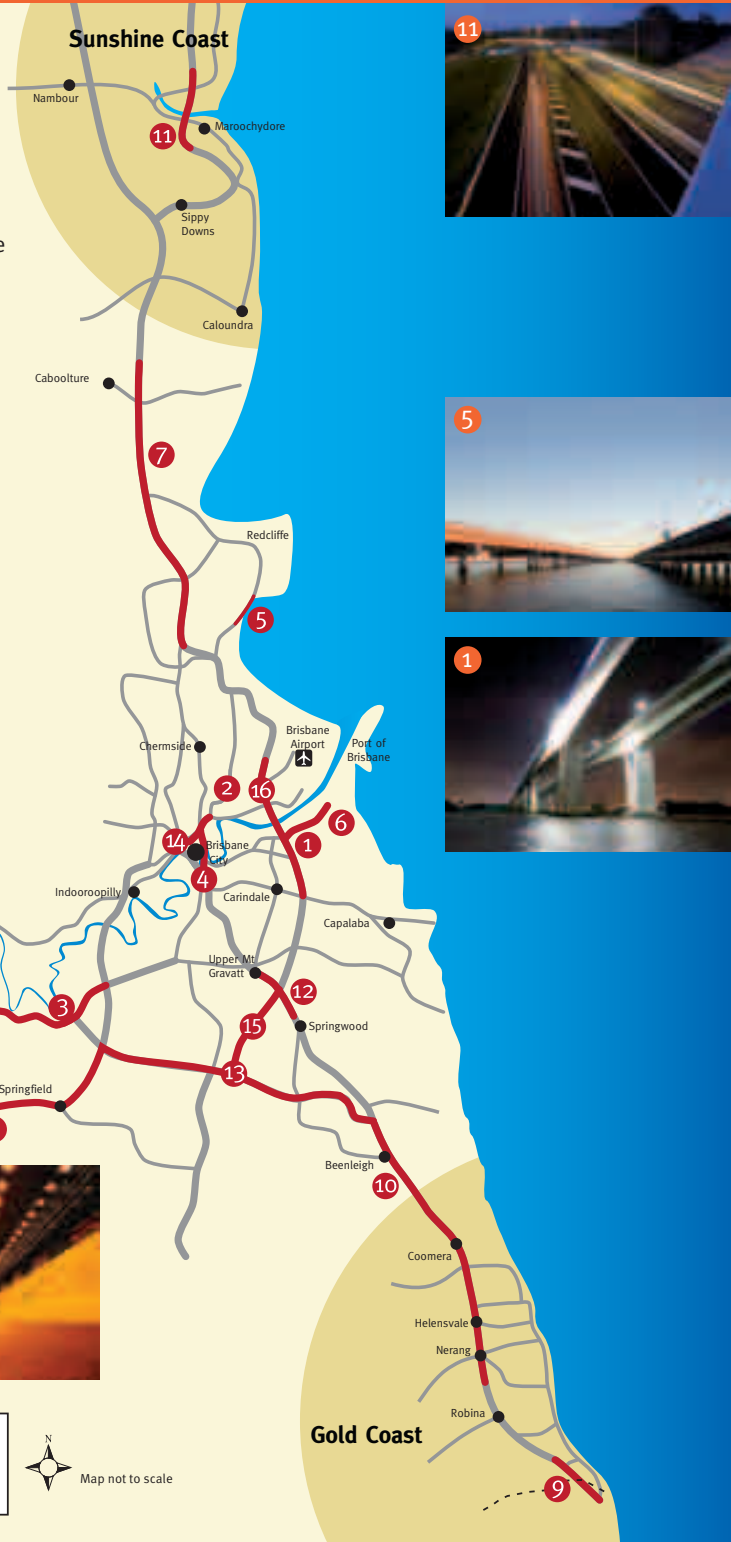 Sunshine Coast
11
Nambour
Maroochydore
11
Sippy
Downs
e
Caloundra
Caboolture
5
7
Redcliffe
5
1
Brisbane
Airport
Port of
Brisbane
Chermside
2
16
6
14
Brisbane
City
1
4
Indooroopilly
Carindale
Capalaba
Upper Mt
Gravatt
12
3
15
Springwood
13
Springfield
Beenleigh
10
Coomera
Helensvale
Nerang
Robina
Gold Coast
N
Map not to scale
9